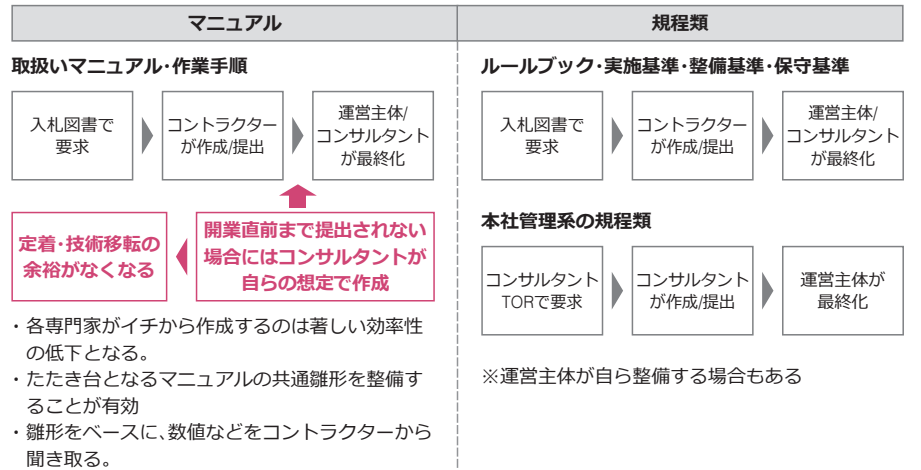 マニュアル
規程類
取扱いマニュアル・作業手順
入札図書で
要求
コントラクター
が作成/提出
運営主体/
コンサルタント
が最終化
定着・技術移転の
余裕がなくなる
開業直前まで提出されない
場合にはコンサルタントが
自らの想定で作成
・各専門家がイチから作成するのは著しい効率性
の低下となる。
・たたき台となるマニュアルの共通雛形を整備す
ることが有効
・雛形をベースに、数値などをコントラクターから
聞き取る。
ルールブック・実施基準・整備基準・保守基準
入札図書で
要求
コントラクター
が作成/提出
運営主体/
コンサルタント
が最終化
本社管理系の規程類
コンサルタント
TORで要求
コンサルタント
が作成/提出
運営主体が
最終化
※運営主体が自ら整備する場合もある